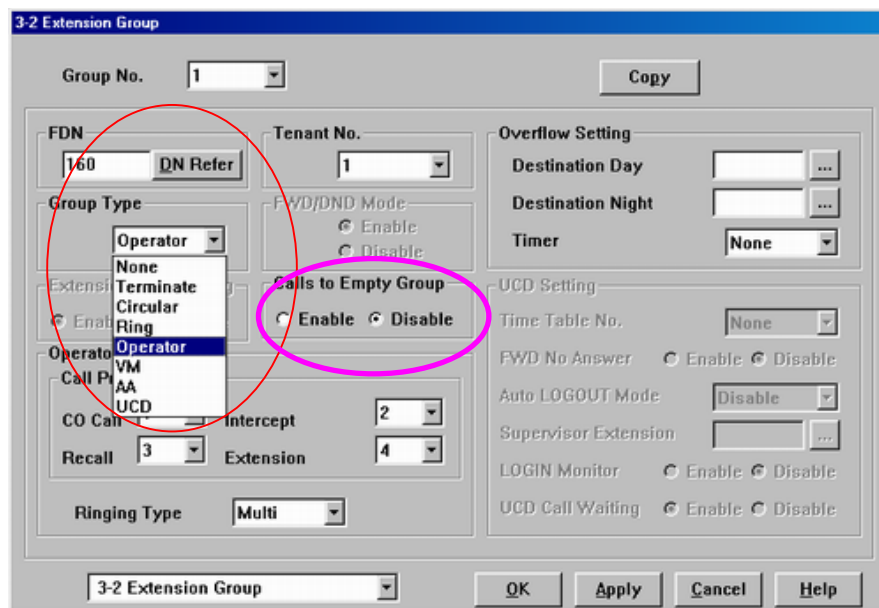 3-2 Extension Group
Group No. 1 Copy
FDN
160 DN Refer
Tenant No.
1
Overflow Setting
Destination Day ...
Destination Night ...
Timer None
Group Type
Operator
None
Terminate
Circular
Ring
Operator
VM
AA
UCD
FWD/DND Mode
Enable
Disable
Calls to Empty Group
Enable Disable
UCD Setting
Time Table No. None
FWD No Answer Enable Disable
Auto LOGOUT Mode Disable
Supervisor Extension ...
LOGIN Monitor Enable Disable
UCD Call Waiting Enable Disable
Operator
CO Call Intercept 2
Recall 3 Extension 4
Ringing Type Multi
3-2 Extension Group OK Apply Cancel Help